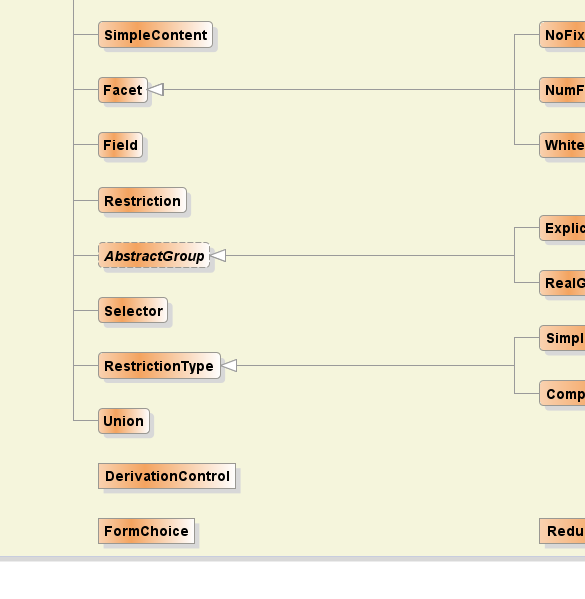 SimpleContent
NoFix
Facet
NumF
Field
White
Restriction
Explic
AbstractGroup
RealG
Selector
Simpl
RestrictionType
Comp
Union
DerivationControl
FormChoice
Redu